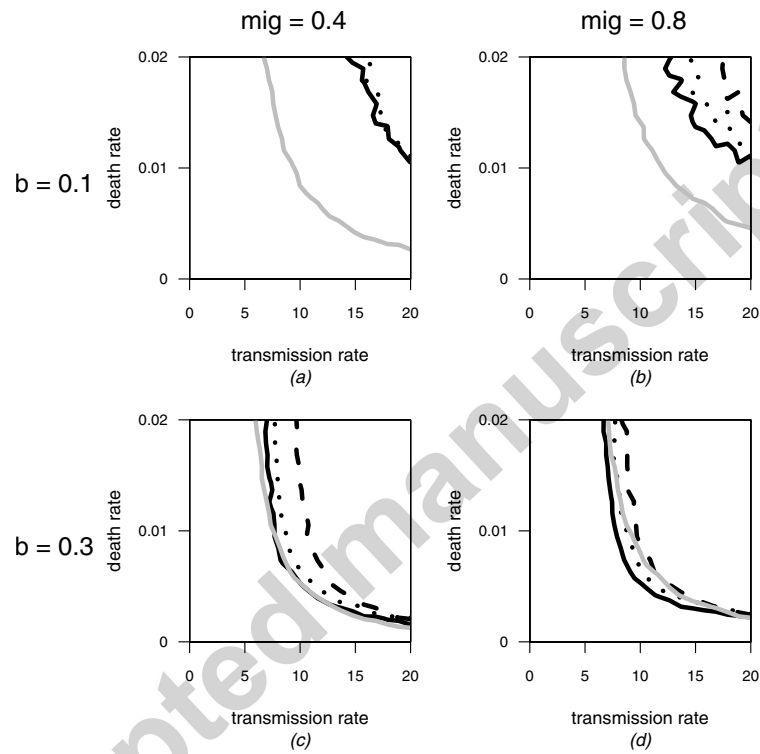 mig = 0.4
mig = 0.8
b = 0.1
death rate
0.02
0.01
0
0
5
10
15
20
transmission rate
(a)
death rate
0.02
0.01
0
0
5
10
15
20
transmission rate
(b)
b = 0.3
death rate
0.02
0.01
0
0
5
10
15
20
transmission rate
(c)
death rate
0.02
0.01
0
0
5
10
15
20
transmission rate
(d)
pted manuscrip